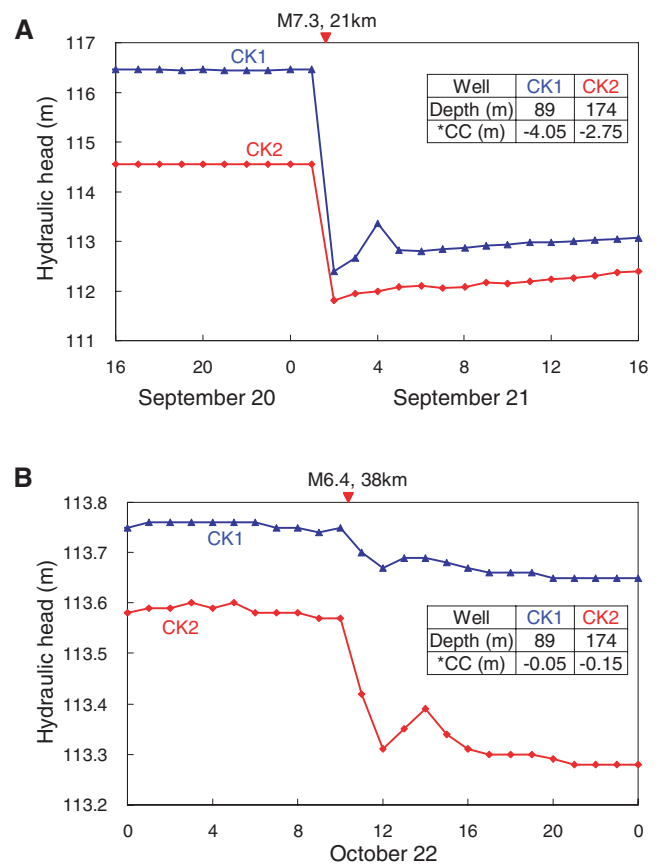 A
M7.3, 21km
Hydraulic head (m)
117
116
115
114
113
112
111
CK1
CK2
Well CK1 CK2
Depth (m) 89 174
*CC (m) -4.05 -2.75
16 20 0 4 8 12 16
September 20 September 21
B
M6.4, 38km
Hydraulic head (m)
113.8
113.7
113.6
113.5
113.4
113.3
113.2
CK1
CK2
Well CK1 CK2
Depth (m) 89 174
*CC (m) -0.05 -0.15
0 4 8 12 16 20 0
October 22